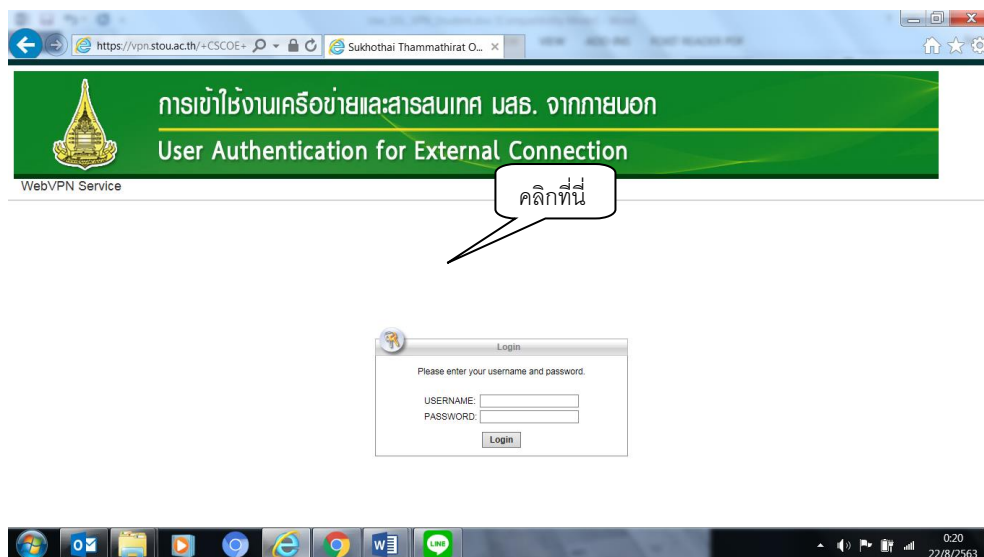 https://vpn.stou.ac.th/+CSCOE+
Sukhothai Thammathirat O...
การเข้าใช้งานเครือข่ายและสารสนเทศ มสธ. จากภายนอก
User Authentication for External Connection
WebVPN Service
คลิกที่นี่
Login
Please enter your username and password.
USERNAME:
PASSWORD:
Login
0:20
22/8/2563